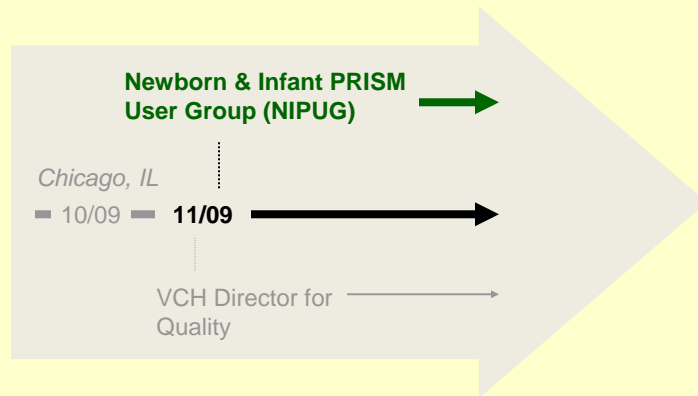 Newborn & Infant PRISM
User Group (NIPUG)
Chicago, IL
10/09 11/09
VCH Director for
Quality